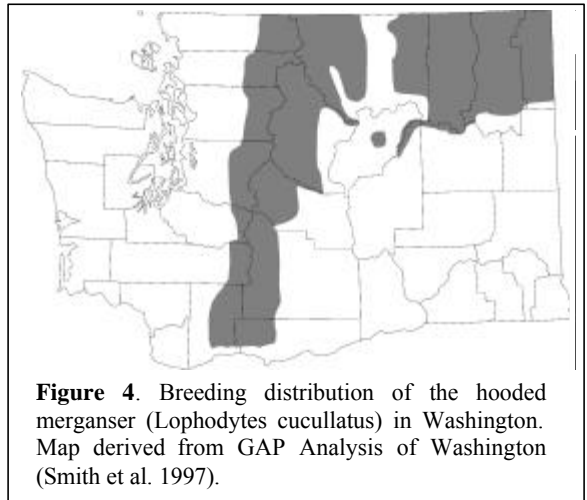 Figure 4. Breeding distribution of the hooded
merganser (Lophodytes cucullatus) in Washington.
Map derived from GAP Analysis of Washington
(Smith et al. 1997).